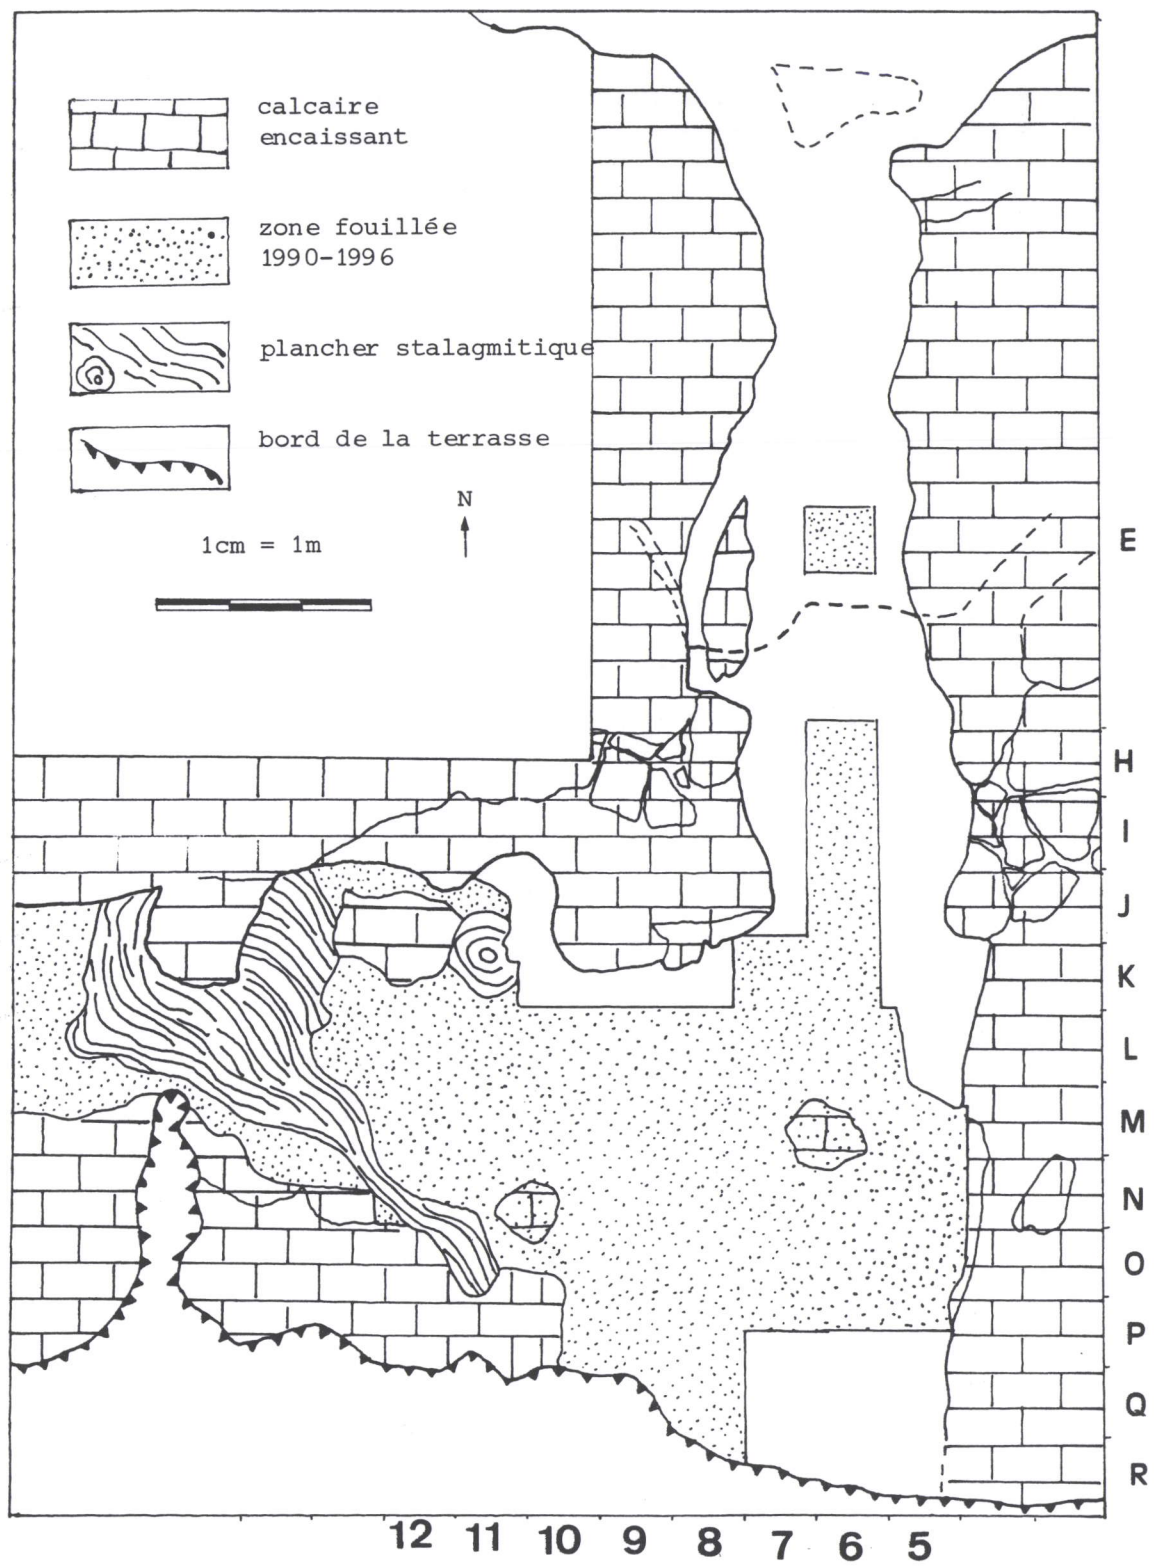 calcaire
encaissant
zone fouillée
1990-1996
plancher stalagmitique
bord de la terrasse
N
1cm = 1m
E
H
I
J
K
L
M
N
O
P
Q
R
12 11 10 9 8 7 6 5